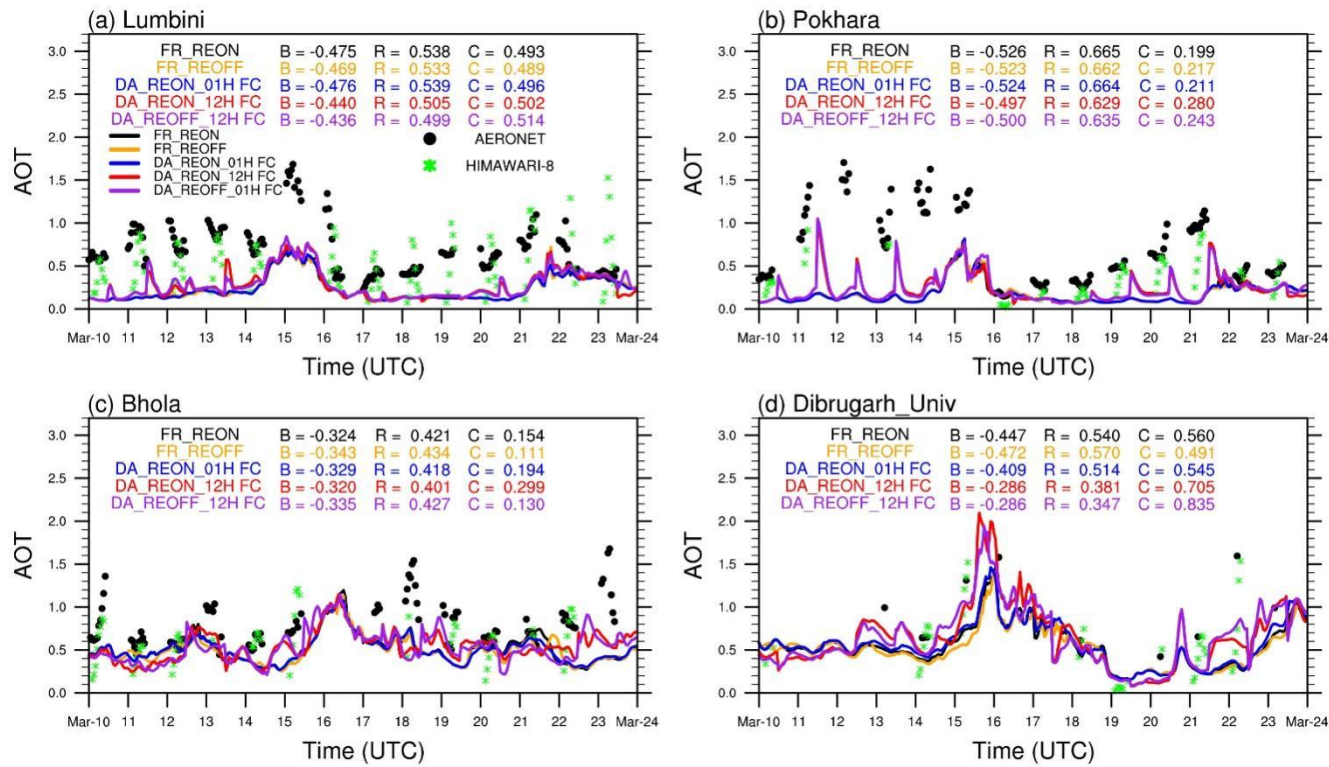 (a) Lumbini
FR_REON B = -0.475 R = 0.538 C = 0.493
FR_REOFF B = -0.469 R = 0.533 C = 0.489
DA_REON_01H FC B = -0.476 R = 0.539 C = 0.496
DA_REON_12H FC B = -0.440 R = 0.505 C = 0.502
DA_REOFF_12H FC B = -0.436 R = 0.499 C = 0.514
FR_REON
FR_REOFF
DA_REON_01H FC
DA_REON_12H FC
DA_REOFF_01H FC
AERONET
HIMAWARI-8
AOT
3.0
2.5
2.0
1.5
1.0
0.5
0.0
Mar-10 11 12 13 14 15 16 17 18 19 20 21 22 23 Mar-24
Time (UTC)
(b) Pokhara
FR_REON B = -0.526 R = 0.665 C = 0.199
FR_REOFF B = -0.523 R = 0.662 C = 0.217
DA_REON_01H FC B = -0.524 R = 0.664 C = 0.211
DA_REON_12H FC B = -0.497 R = 0.629 C = 0.280
DA_REOFF_12H FC B = -0.500 R = 0.635 C = 0.243
AOT
3.0
2.5
2.0
1.5
1.0
0.5
0.0
Mar-10 11 12 13 14 15 16 17 18 19 20 21 22 23 Mar-24
Time (UTC)
(c) Bhola
FR_REON B = -0.324 R = 0.421 C = 0.154
FR_REOFF B = -0.343 R = 0.434 C = 0.111
DA_REON_01H FC B = -0.329 R = 0.418 C = 0.194
DA_REON_12H FC B = -0.320 R = 0.401 C = 0.299
DA_REOFF_12H FC B = -0.335 R = 0.427 C = 0.130
AOT
3.0
2.5
2.0
1.5
1.0
0.5
0.0
Mar-10 11 12 13 14 15 16 17 18 19 20 21 22 23 Mar-24
Time (UTC)
(d) Dibrugarh_Univ
FR_REON B = -0.447 R = 0.540 C = 0.560
FR_REOFF B = -0.472 R = 0.570 C = 0.491
DA_REON_01H FC B = -0.409 R = 0.514 C = 0.545
DA_REON_12H FC B = -0.286 R = 0.381 C = 0.705
DA_REOFF_12H FC B = -0.286 R = 0.347 C = 0.835
AOT
3.0
2.5
2.0
1.5
1.0
0.5
0.0
Mar-10 11 12 13 14 15 16 17 18 19 20 21 22 23 Mar-24
Time (UTC)